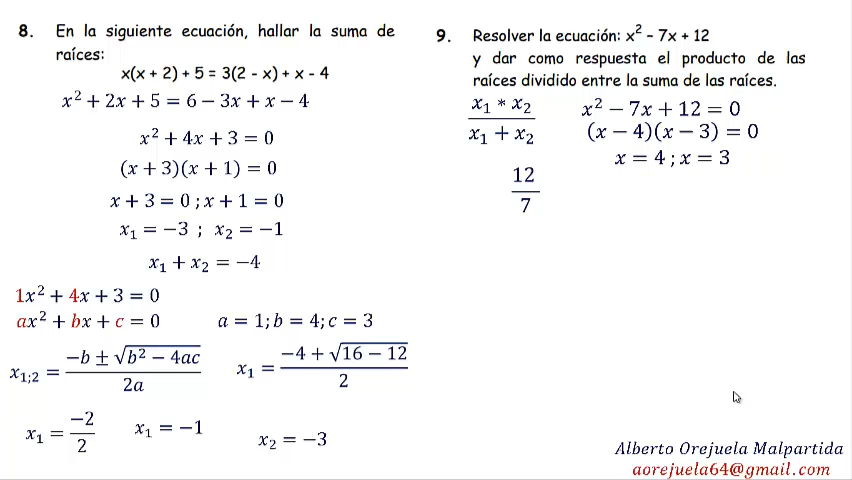 8. En la siguiente ecuación, hallar la suma de
raíces:
x(x + 2) + 5 = 3(2 - x) + x - 4
x² + 2x + 5 = 6 − 3x + x − 4
x² + 4x + 3 = 0
(x + 3)(x + 1) = 0
x + 3 = 0 ; x + 1 = 0
x₁ = −3 ; x₂ = −1
x₁ + x₂ = −4
1x² + 4x + 3 = 0
ax² + bx + c = 0 a = 1; b = 4; c = 3
x₁;₂ = (−b ± √(b² − 4ac))/(2a) x₁ = (−4 + √(16 − 12))/2
x₁ = −2/2 x₁ = −1 x₂ = −3
9. Resolver la ecuación: x² - 7x + 12
y dar como respuesta el producto de las
raíces dividido entre la suma de las raíces.
(x₁ ∗ x₂)/(x₁ + x₂) x² − 7x + 12 = 0
(x − 4)(x − 3) = 0
x = 4 ; x = 3
12/7
Alberto Orejuela Malpartida
aorejuela64@gmail.com